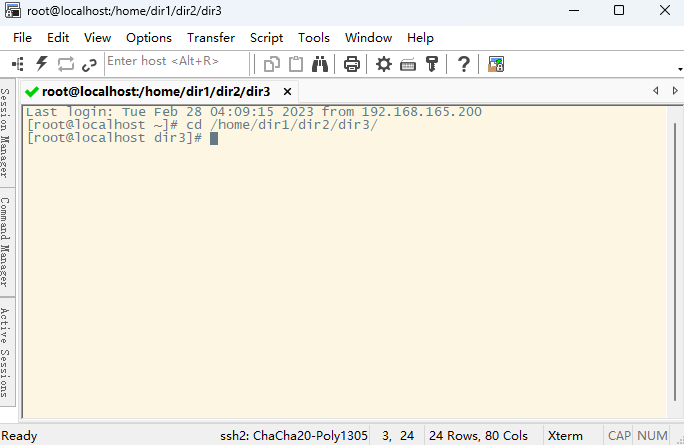 root@localhost:/home/dir1/dir2/dir3
File Edit View Options Transfer Script Tools Window Help
Enter host <Alt+R>
root@localhost:/home/dir1/dir2/dir3
Session Manager
Command Manager
Active Sessions
Last login: Tue Feb 28 04:09:15 2023 from 192.168.165.200
[root@localhost ~]# cd /home/dir1/dir2/dir3/
[root@localhost dir3]#
Ready ssh2: ChaCha20-Poly1305 3, 24 24 Rows, 80 Cols Xterm CAP NUM